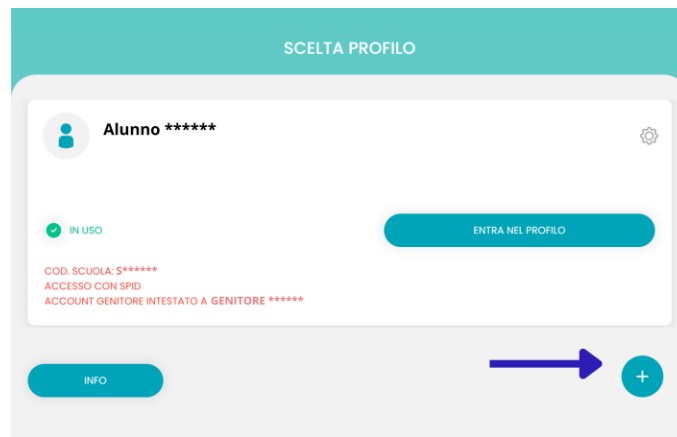 SCELTA PROFILO
Alunno ******
IN USO
ENTRA NEL PROFILO
COD. SCUOLA: S******
ACCESSO CON SPID
ACCOUNT GENITORE INTESTATO A GENITORE ******
INFO
+